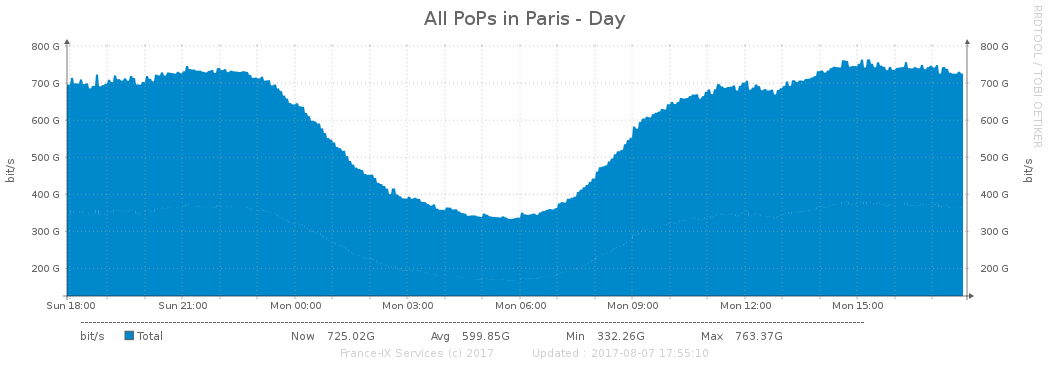 All PoPs in Paris - Day
RRDTOOL / TOBI OETIKER
800 G 800 G
700 G 700 G
600 G 600 G
500 G 500 G
400 G 400 G
300 G 300 G
200 G 200 G
bit/s bit/s
Sun 18:00 Sun 21:00 Mon 00:00 Mon 03:00 Mon 06:00 Mon 09:00 Mon 12:00 Mon 15:00
bit/s Total Now 725.02G Avg 599.85G Min 332.26G Max 763.37G
France-IX Services (c) 2017 Updated : 2017-08-07 17:55:10